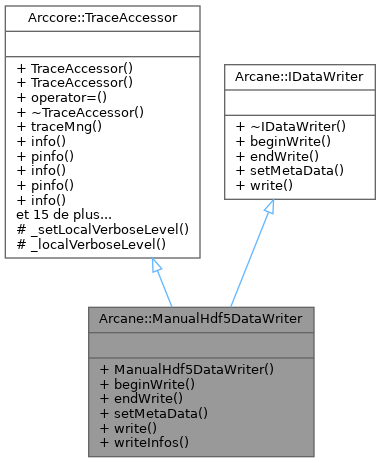 Arccore::TraceAccessor
+ TraceAccessor()
+ TraceAccessor()
+ operator=()
+ ~TraceAccessor()
+ traceMng()
+ info()
+ pinfo()
+ info()
+ pinfo()
+ info()
et 15 de plus...
# _setLocalVerboseLevel()
# _localVerboseLevel()
Arcane::IDataWriter
+ ~IDataWriter()
+ beginWrite()
+ endWrite()
+ setMetaData()
+ write()
Arcane::ManualHdf5DataWriter
+ ManualHdf5DataWriter()
+ beginWrite()
+ endWrite()
+ setMetaData()
+ write()
+ writeInfos()